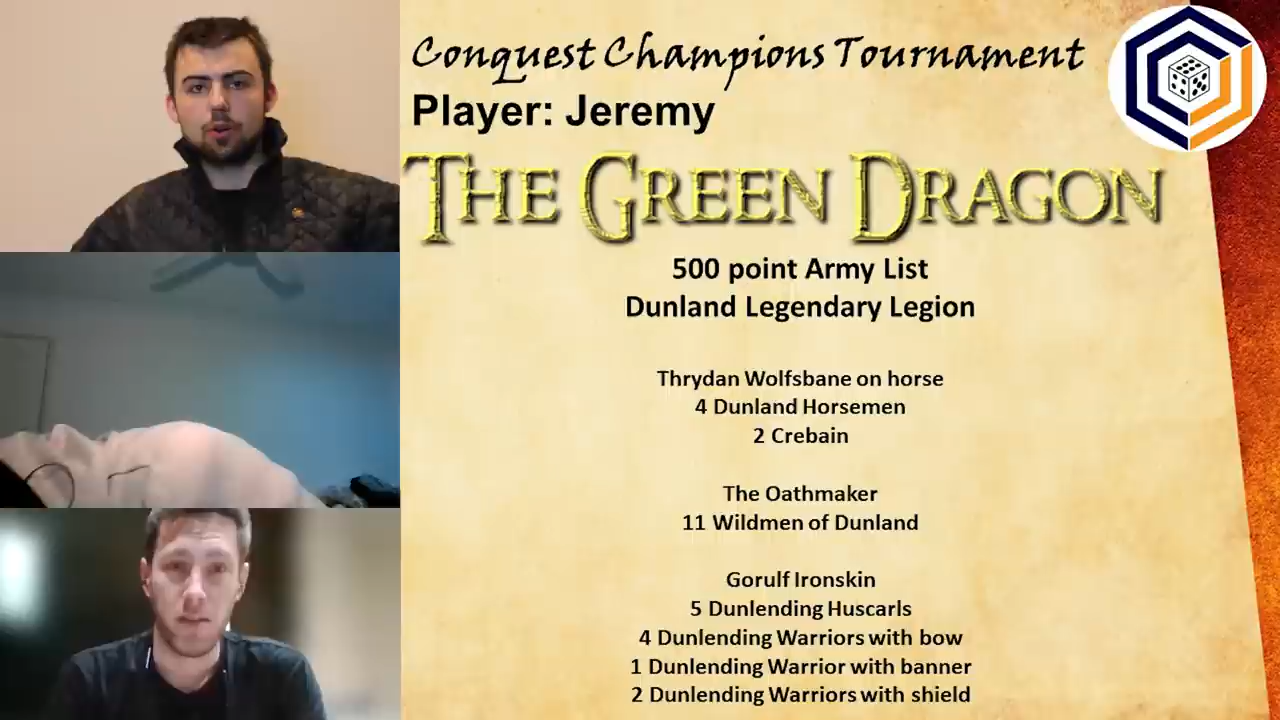 Conquest Champions Tournament
Player: Jeremy
THE GREEN DRAGON
500 point Army List
Dunland Legendary Legion
Thrydan Wolfsbane on horse
4 Dunland Horsemen
2 Crebain
The Oathmaker
11 Wildmen of Dunland
Gorulf Ironskin
5 Dunlending Huscarls
4 Dunlending Warriors with bow
1 Dunlending Warrior with banner
2 Dunlending Warriors with shield